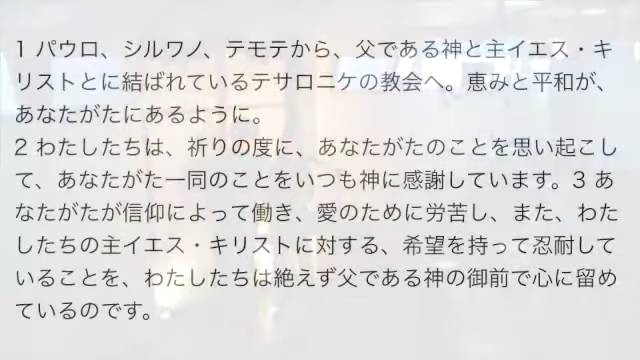 1 パウロ、シルワノ、テモテから、父である神と主イエス・キ
リストとに結ばれているテサロニケの教会へ。恵みと平和が、
あなたがたにあるように。
2 わたしたちは、祈りの度に、あなたがたのことを思い起こし
て、あなたがた一同のことをいつも神に感謝しています。3 あ
なたがたが信仰によって働き、愛のために労苦し、また、わた
したちの主イエス・キリストに対する、希望を持って忍耐して
いることを、わたしたちは絶えず父である神の御前で心に留め
ているのです。